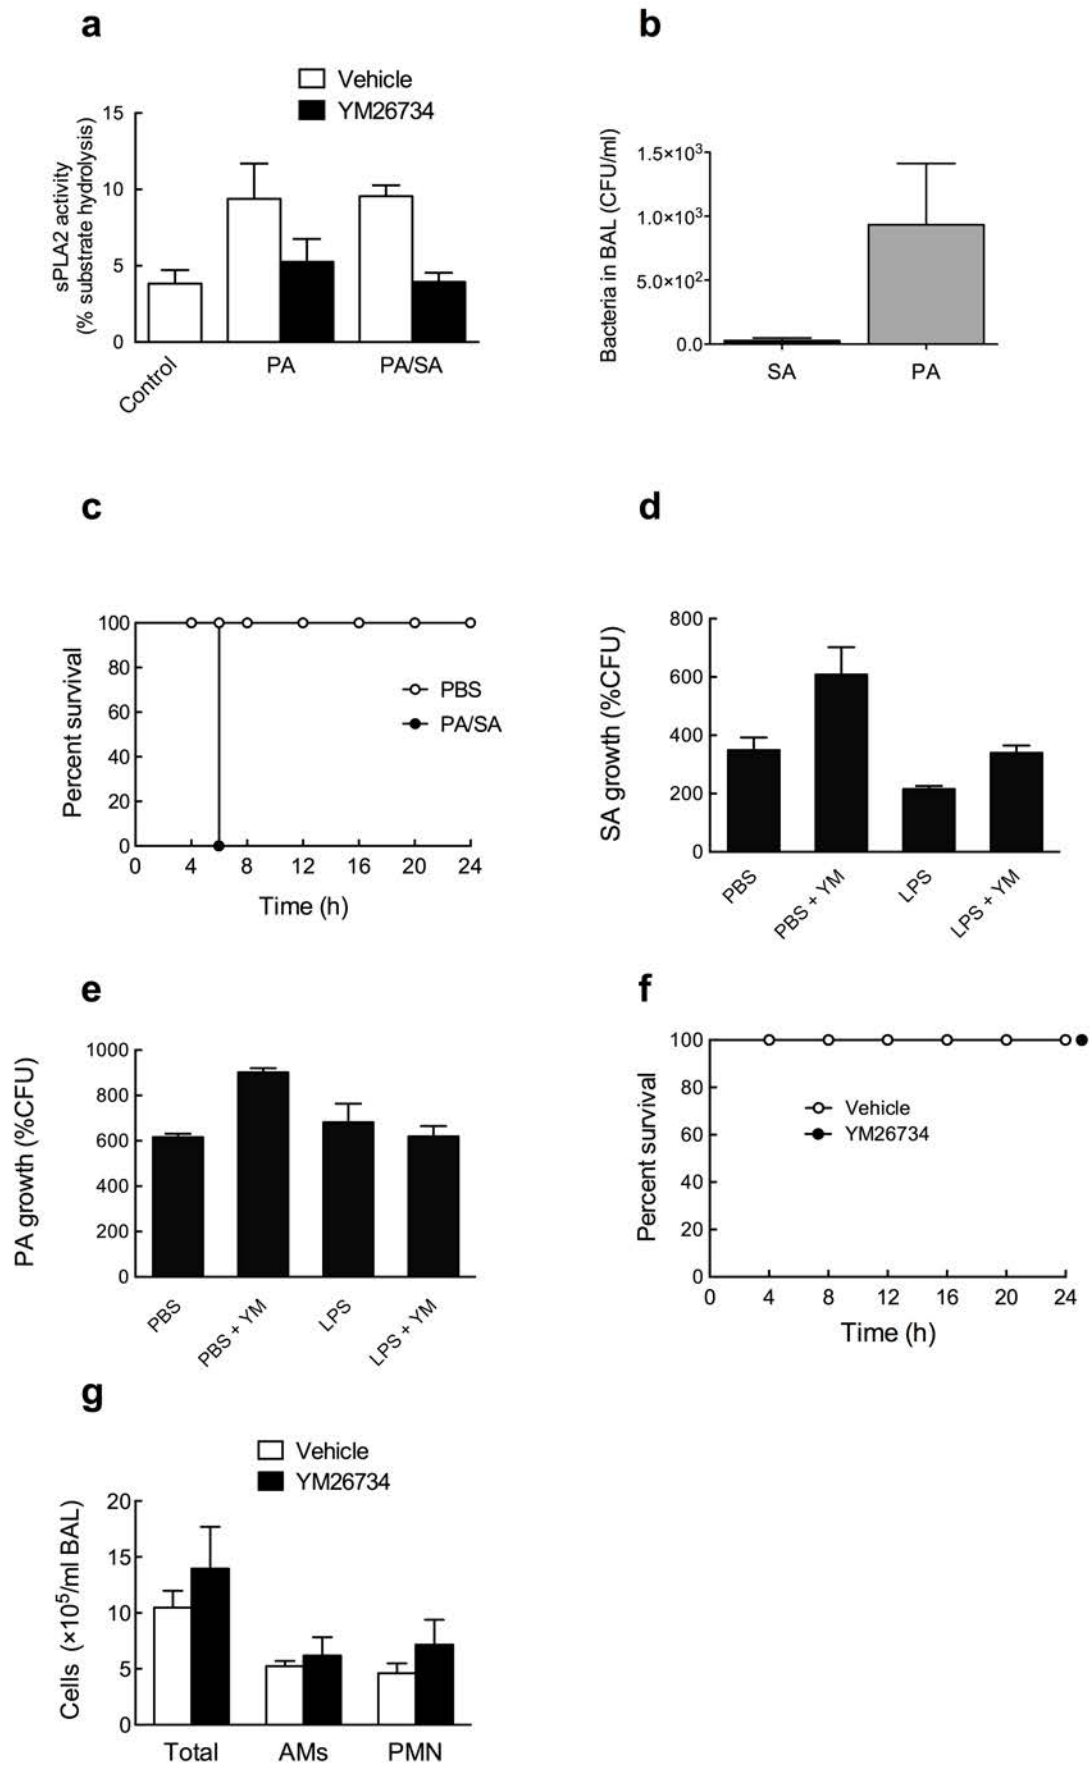 a
Vehicle
YM26734
sPLA2 activity
(% substrate hydrolysis)
15
10
5
0
Control
PA
PA/SA
b
Bacteria in BAL (CFU/ml)
1.5×10³
1.0×10³
5.0×10²
0.0
SA
PA
c
Percent survival
100
80
60
40
20
0
0 4 8 12 16 20 24
Time (h)
PBS
PA/SA
d
SA growth (%CFU)
800
600
400
200
0
PBS
PBS + YM
LPS
LPS + YM
e
PA growth (%CFU)
1000
800
600
400
200
0
PBS
PBS + YM
LPS
LPS + YM
f
Percent survival
100
80
60
40
20
0
0 4 8 12 16 20 24
Time (h)
Vehicle
YM26734
g
Vehicle
YM26734
Cells (×10⁵/ml BAL)
20
15
10
5
0
Total
AMs
PMN